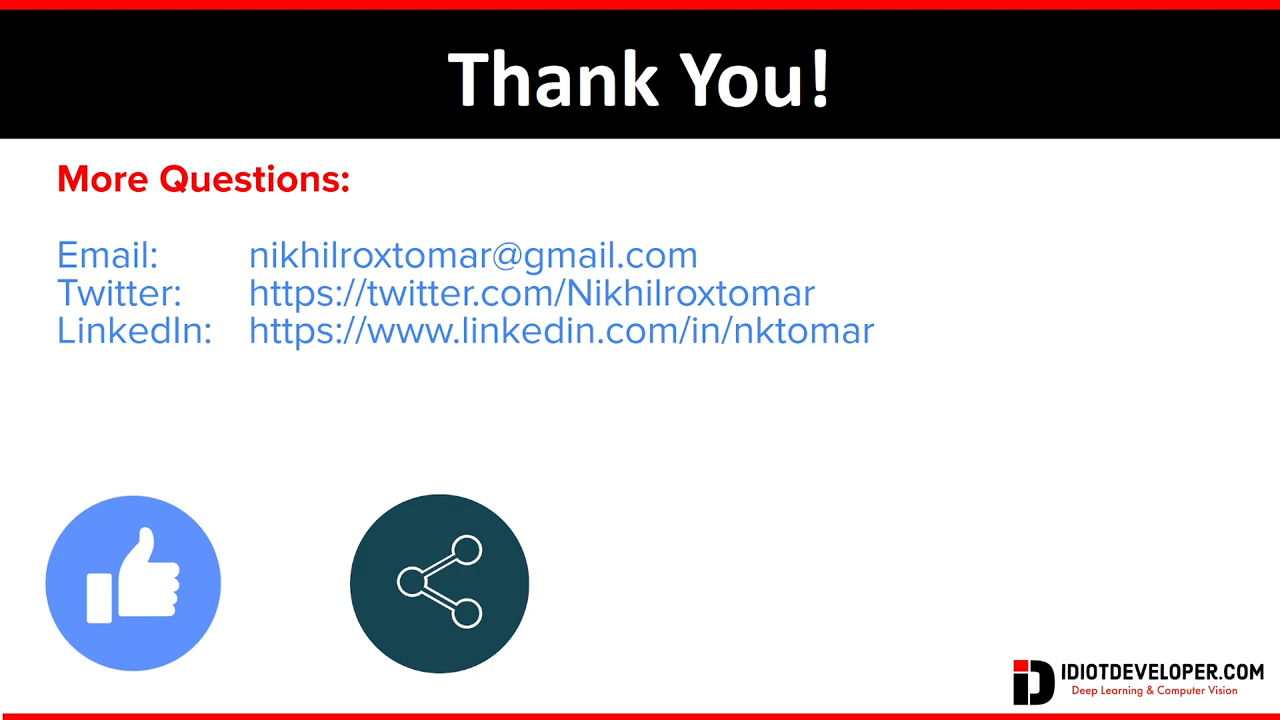 Thank You!
More Questions:
Email: nikhilroxtomar@gmail.com
Twitter: https://twitter.com/Nikhilroxtomar
LinkedIn: https://www.linkedin.com/in/nktomar
iD IDIOTDEVELOPER.COM
Deep Learning & Computer Vision